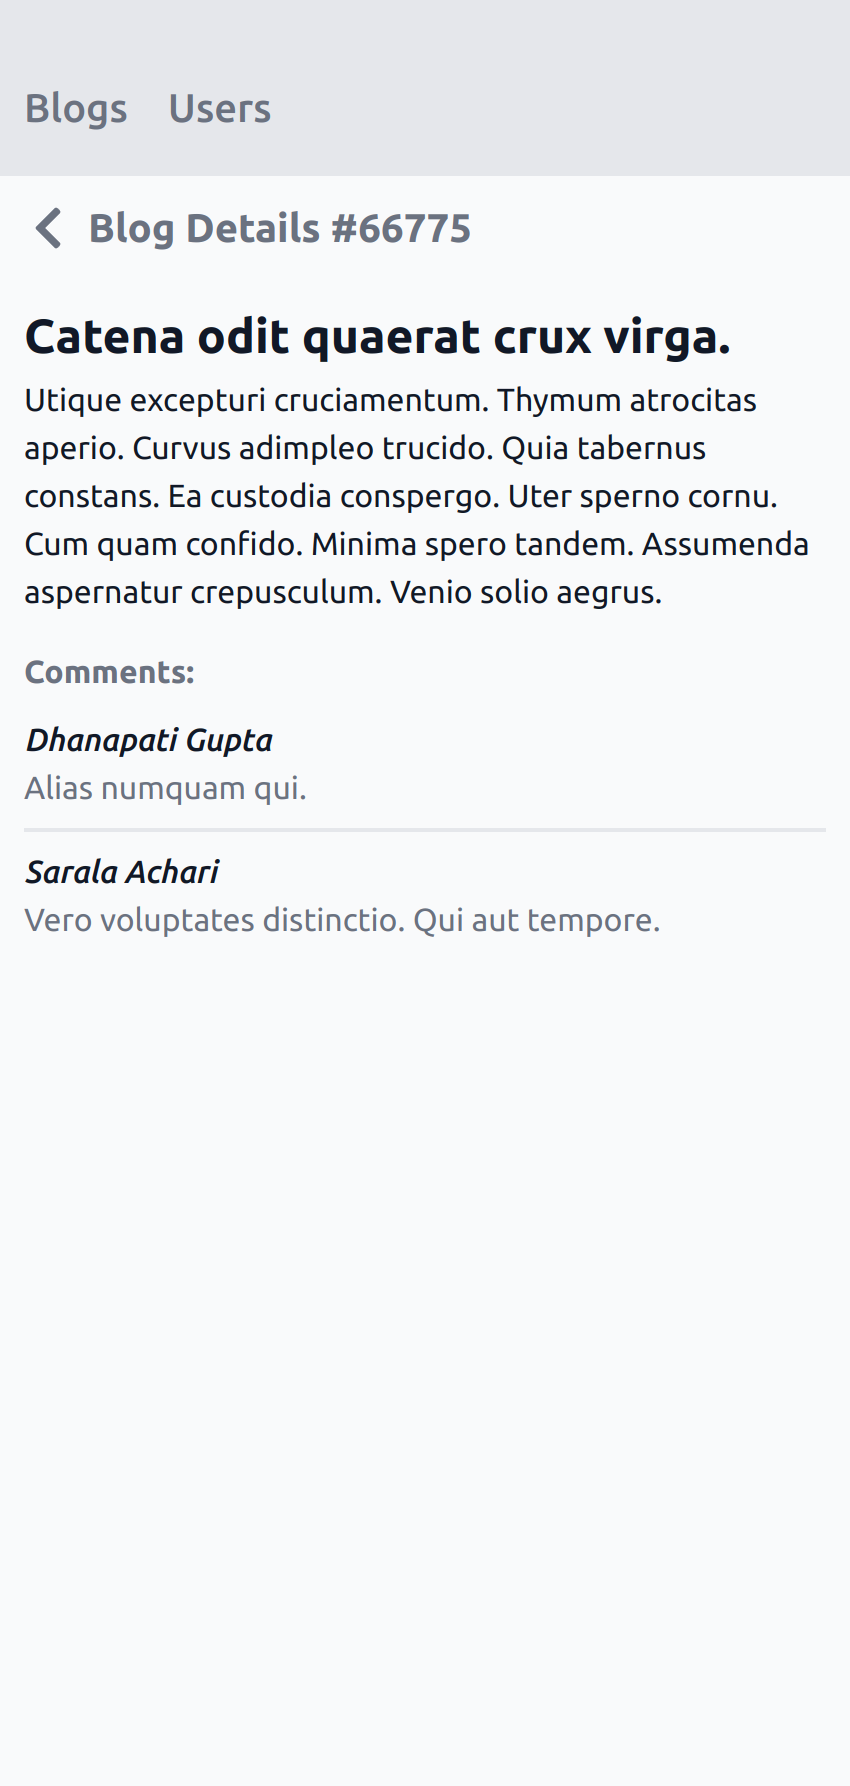 Blogs Users
Blog Details #66775
Catena odit quaerat crux virga.
Utique excepturi cruciamentum. Thymum atrocitas
aperio. Curvus adimpleo trucido. Quia tabernus
constans. Ea custodia conspergo. Uter sperno cornu.
Cum quam confido. Minima spero tandem. Assumenda
aspernatur crepusculum. Venio solio aegrus.
Comments:
Dhanapati Gupta
Alias numquam qui.
Sarala Achari
Vero voluptates distinctio. Qui aut tempore.